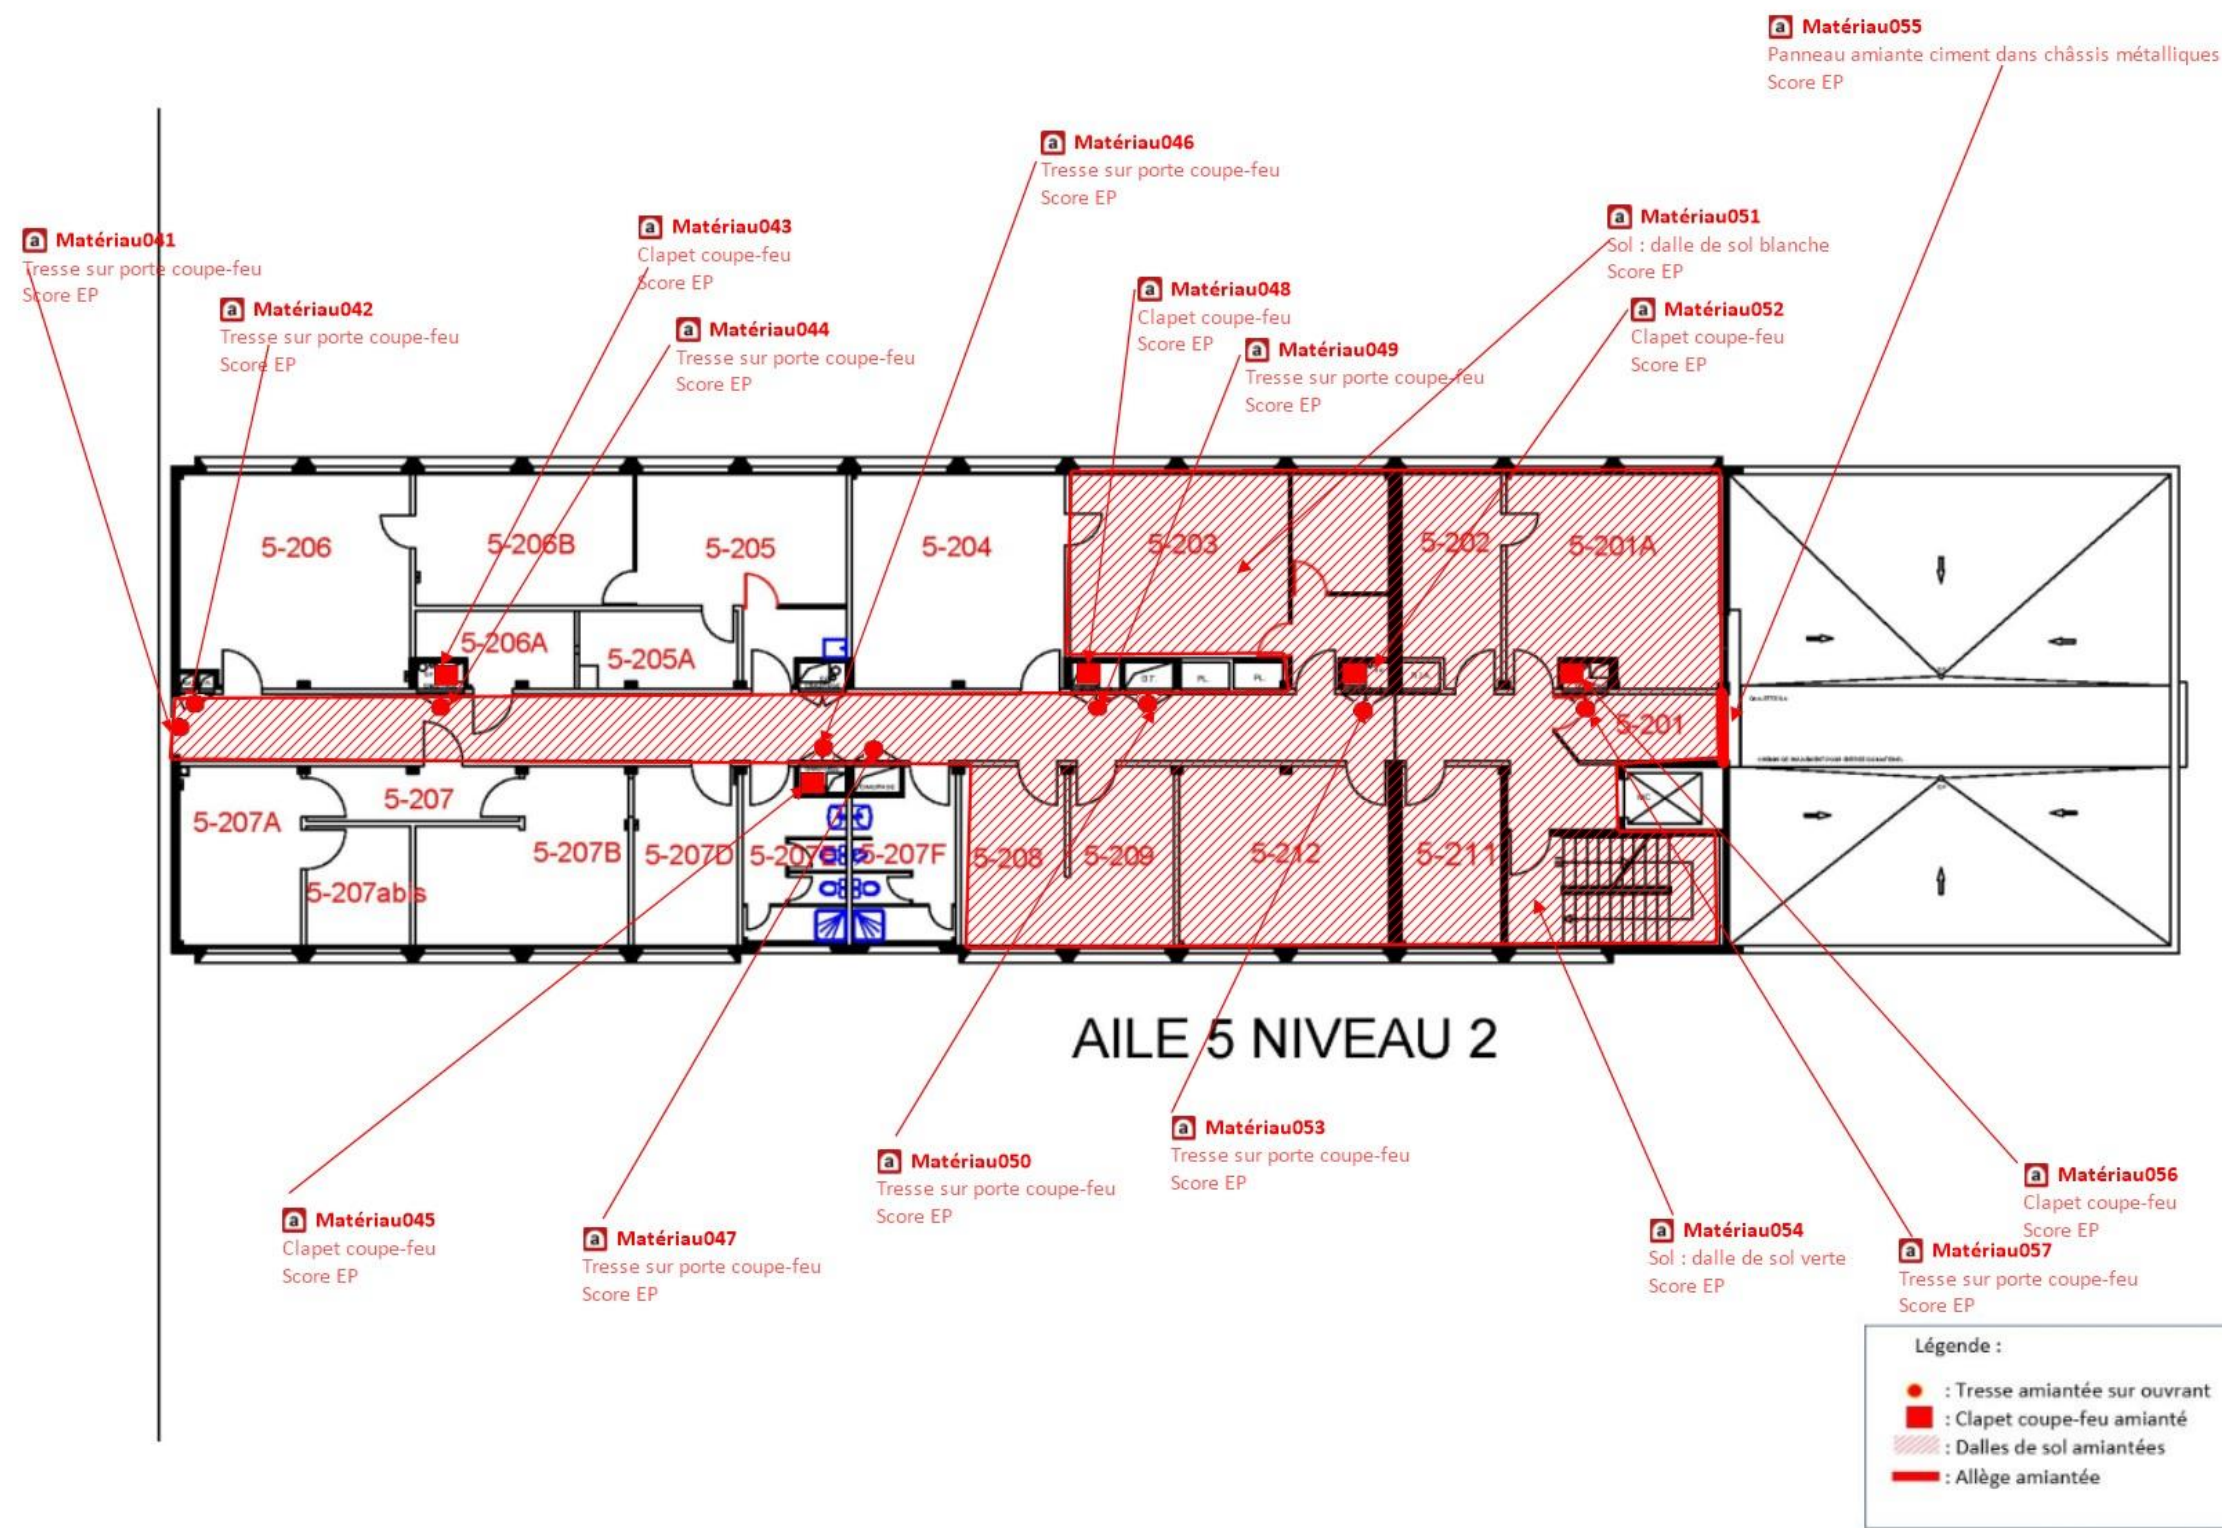 Matériau055
Panneau amiante ciment dans châssis métalliques
Score EP
Matériau046
Tresse sur porte coupe-feu
Score EP
Matériau051
Sol : dalle de sol blanche
Score EP
Matériau041
Tresse sur porte coupe-feu
Score EP
Matériau043
Clapet coupe-feu
Score EP
Matériau042
Tresse sur porte coupe-feu
Score EP
Matériau044
Tresse sur porte coupe-feu
Score EP
Matériau048
Clapet coupe-feu
Score EP
Matériau049
Tresse sur porte coupe-feu
Score EP
Matériau052
Clapet coupe-feu
Score EP
5-206
5-206B
5-205
5-204
5-203
5-202
5-201A
5-206A
5-205A
PL.
PL.
5-201
5-207A
5-207
5-207abis
5-207B
5-207D
5-207F
5-208
5-209
5-212
5-211
AILE 5 NIVEAU 2
Matériau045
Clapet coupe-feu
Score EP
Matériau047
Tresse sur porte coupe-feu
Score EP
Matériau050
Tresse sur porte coupe-feu
Score EP
Matériau053
Tresse sur porte coupe-feu
Score EP
Matériau054
Sol : dalle de sol verte
Score EP
Matériau056
Clapet coupe-feu
Score EP
Matériau057
Tresse sur porte coupe-feu
Score EP
Légende :
: Tresse amiantée sur ouvrant
: Clapet coupe-feu amianté
: Dalles de sol amiantées
: Allège amiantée